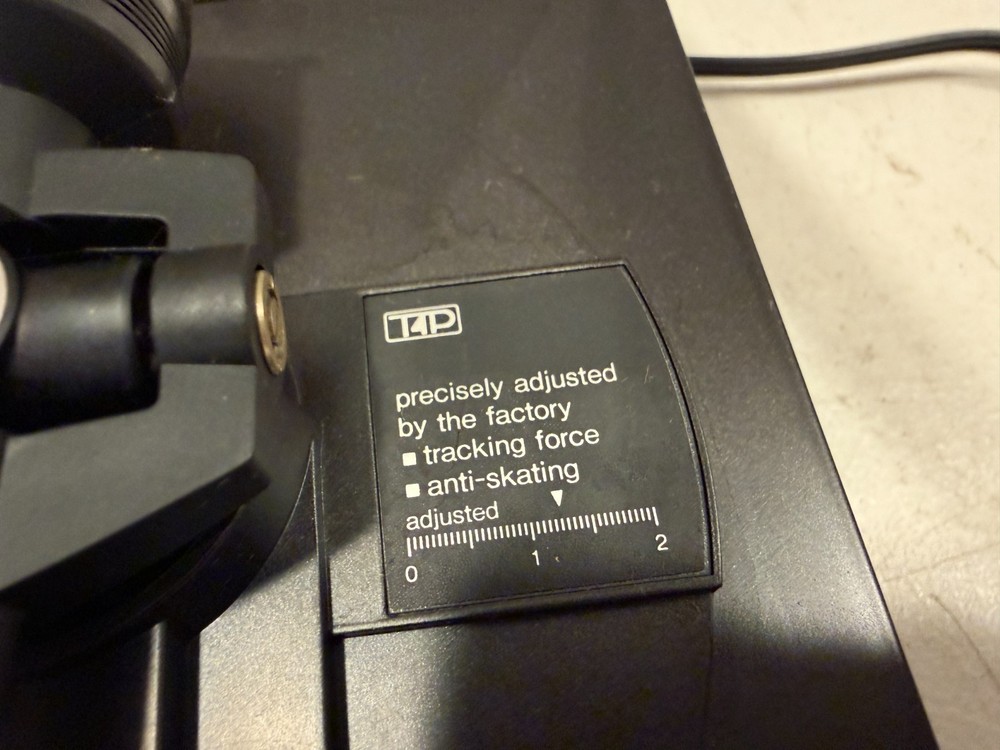 T4P
precisely adjusted
by the factory
▪ tracking force
▪ anti-skating
adjusted
0 1 2